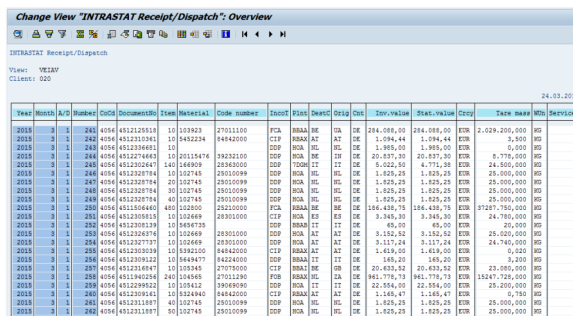 Change View "INTRASTAT Receipt/Dispatch": Overview
INTRASTAT Receipt/Dispatch
View: VEIAV
Client: 020
24.03.20
Year Month A/D Number CoCd DocumentNo Item Material Code number IncoT Plnt DestC Orig Cnt Inv.value Stat.value Crcy Tare mass WUn Service
2015 3 1 241 4056 4512125518 10 103923 27011100 FCA BBAA BE UA DE 284.088,00 284.088,00 EUR 2.029.200,000 KG
2015 3 1 242 4056 4512310361 10 5452234 84842000 CIP RBAX AT AT DE 1.094,44 1.094,44 EUR 3,500 KG
2015 3 1 243 4056 4512336681 10 DDP HOA NL NL DE 1.985,00 1.985,00 EUR 0,000 KG
2015 3 1 244 4056 4512274663 10 20115476 39232100 DDP HOA BE IN DE 20.837,30 20.837,30 EUR 8.778,000 KG
2015 3 1 245 4056 4512302647 140 166909 28363000 DDP 7DGM IT IT DE 5.022,50 4.771,38 EUR 24.500,000 KG
2015 3 1 246 4056 4512328784 10 102745 25010099 DDP HOA NL NL DE 1.825,25 1.825,25 EUR 25.000,000 KG
2015 3 1 247 4056 4512328784 20 102745 25010099 DDP HOA NL NL DE 1.825,25 1.825,25 EUR 25.000,000 KG
2015 3 1 248 4056 4512328784 30 102745 25010099 DDP HOA NL NL DE 1.825,25 1.825,25 EUR 25.000,000 KG
2015 3 1 249 4056 4512328784 40 102745 25010099 DDP HOA NL NL DE 1.825,25 1.825,25 EUR 25.000,000 KG
2015 3 1 250 4056 4511506460 480 102800 25210000 FCA BBAA BE BE DE 186.438,75 186.438,75 EUR 37287.750,000 KG
2015 3 1 251 4056 4512305815 10 102669 28301000 CIP HOA ES ES DE 3.345,30 3.345,30 EUR 24.780,000 KG
2015 3 1 252 4056 4512308139 10 5656735 DDP BBAB IT IT DE 65,00 65,00 EUR 20,000 KG
2015 3 1 253 4056 4512326376 10 102669 28301000 DDP HOA AT AT DE 3.152,52 3.152,52 EUR 25.020,000 KG
2015 3 1 254 4056 4512327737 10 102669 28301000 DDP HOA AT AT DE 3.117,24 3.117,24 EUR 24.740,000 KG
2015 3 1 255 4056 4512303039 10 5392100 84842000 CIP RBAX AT AT DE 1.619,00 1.619,00 EUR 0,020 KG
2015 3 1 256 4056 4512309122 10 5649477 84224000 DDP BBAA IT IT DE 165,20 165,20 EUR 3,200 KG
2015 3 1 257 4056 4512316847 10 105345 27075000 CIP BBAI BE GB DE 20.633,52 20.633,52 EUR 23.080,000 KG
2015 3 1 258 4056 4511940256 240 104565 27011290 FOB RBAX NL ZA DE 961.778,73 961.778,73 EUR 15247.728,000 KG
2015 3 1 259 4056 4512299522 10 105412 39069090 DDP HOA IT IT DE 22.554,00 22.554,00 EUR 25.200,000 KG
2015 3 1 260 4056 4512309161 10 5324940 84842000 CIP RBAX AT AT DE 1.165,47 1.165,47 EUR 0,750 KG
2015 3 1 261 4056 4512311887 40 102745 25010099 DDP HOA NL NL DE 1.825,25 1.825,25 EUR 25.000,000 KG
2015 3 1 262 4056 4512311887 50 102745 25010099 DDP HOA NL NL DE 1.825,25 1.825,25 EUR 25.000,000 KG